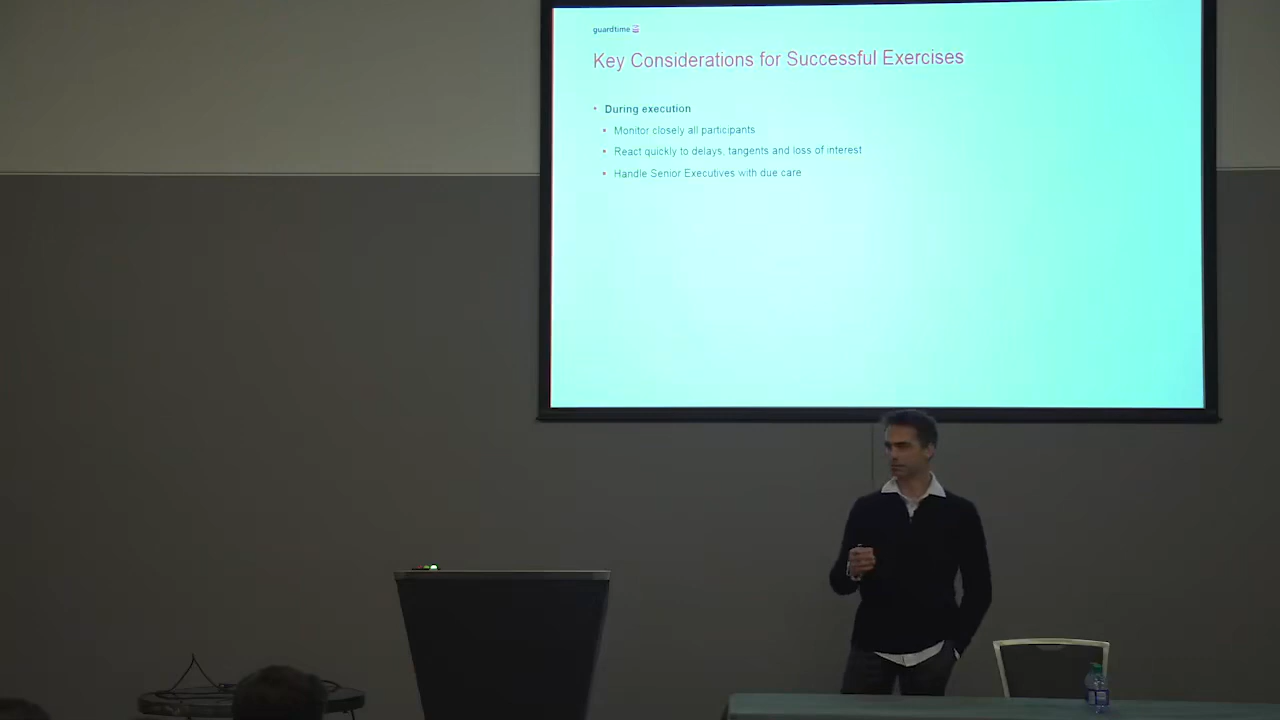 guardtime
Key Considerations for Successful Exercises
• During execution
• Monitor closely all participants
• React quickly to delays, tangents and loss of interest
• Handle Senior Executives with due care